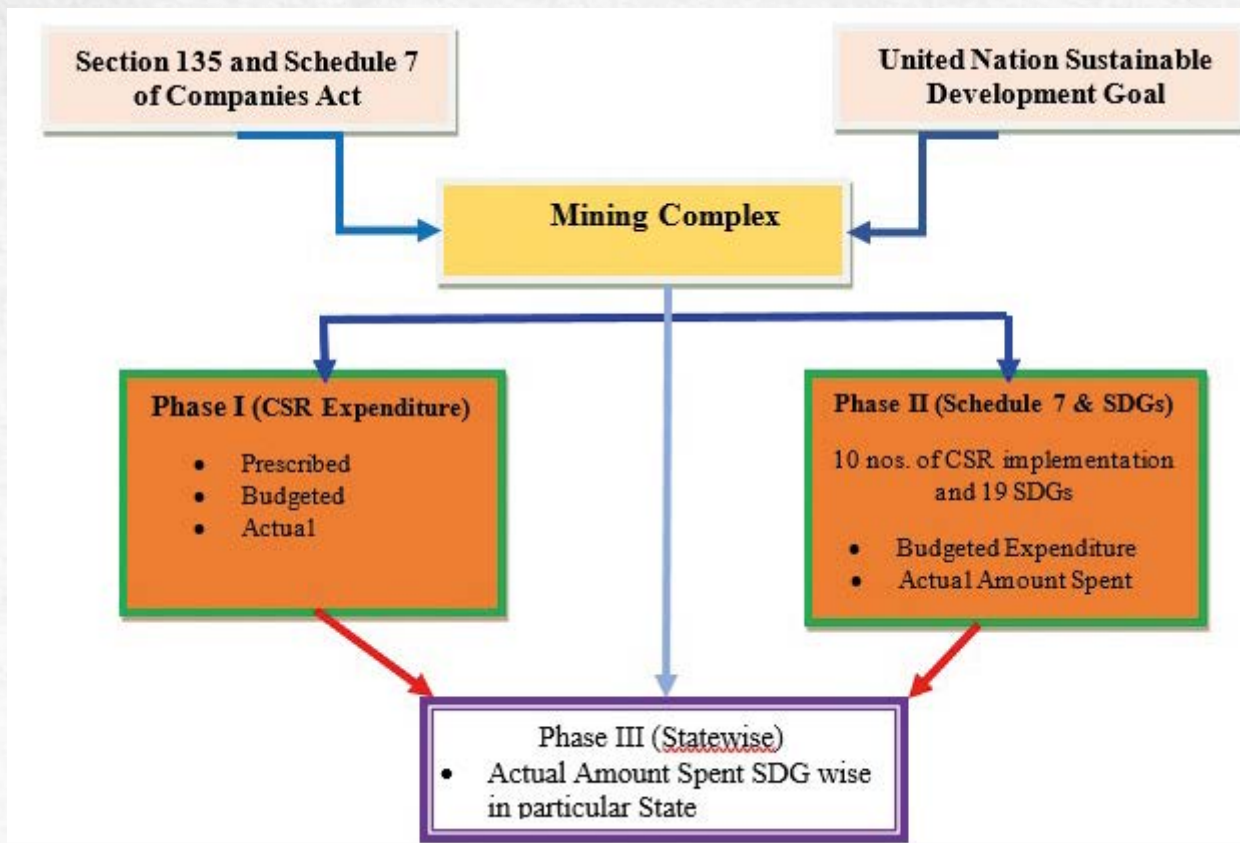 Section 135 and Schedule 7
of Companies Act
United Nation Sustainable
Development Goal
Mining Complex
Phase I (CSR Expenditure)
• Prescribed
• Budgeted
• Actual
Phase II (Schedule 7 & SDGs)
10 nos. of CSR implementation
and 19 SDGs
• Budgeted Expenditure
• Actual Amount Spent
Phase III (Statewise)
• Actual Amount Spent SDG wise
in particular State